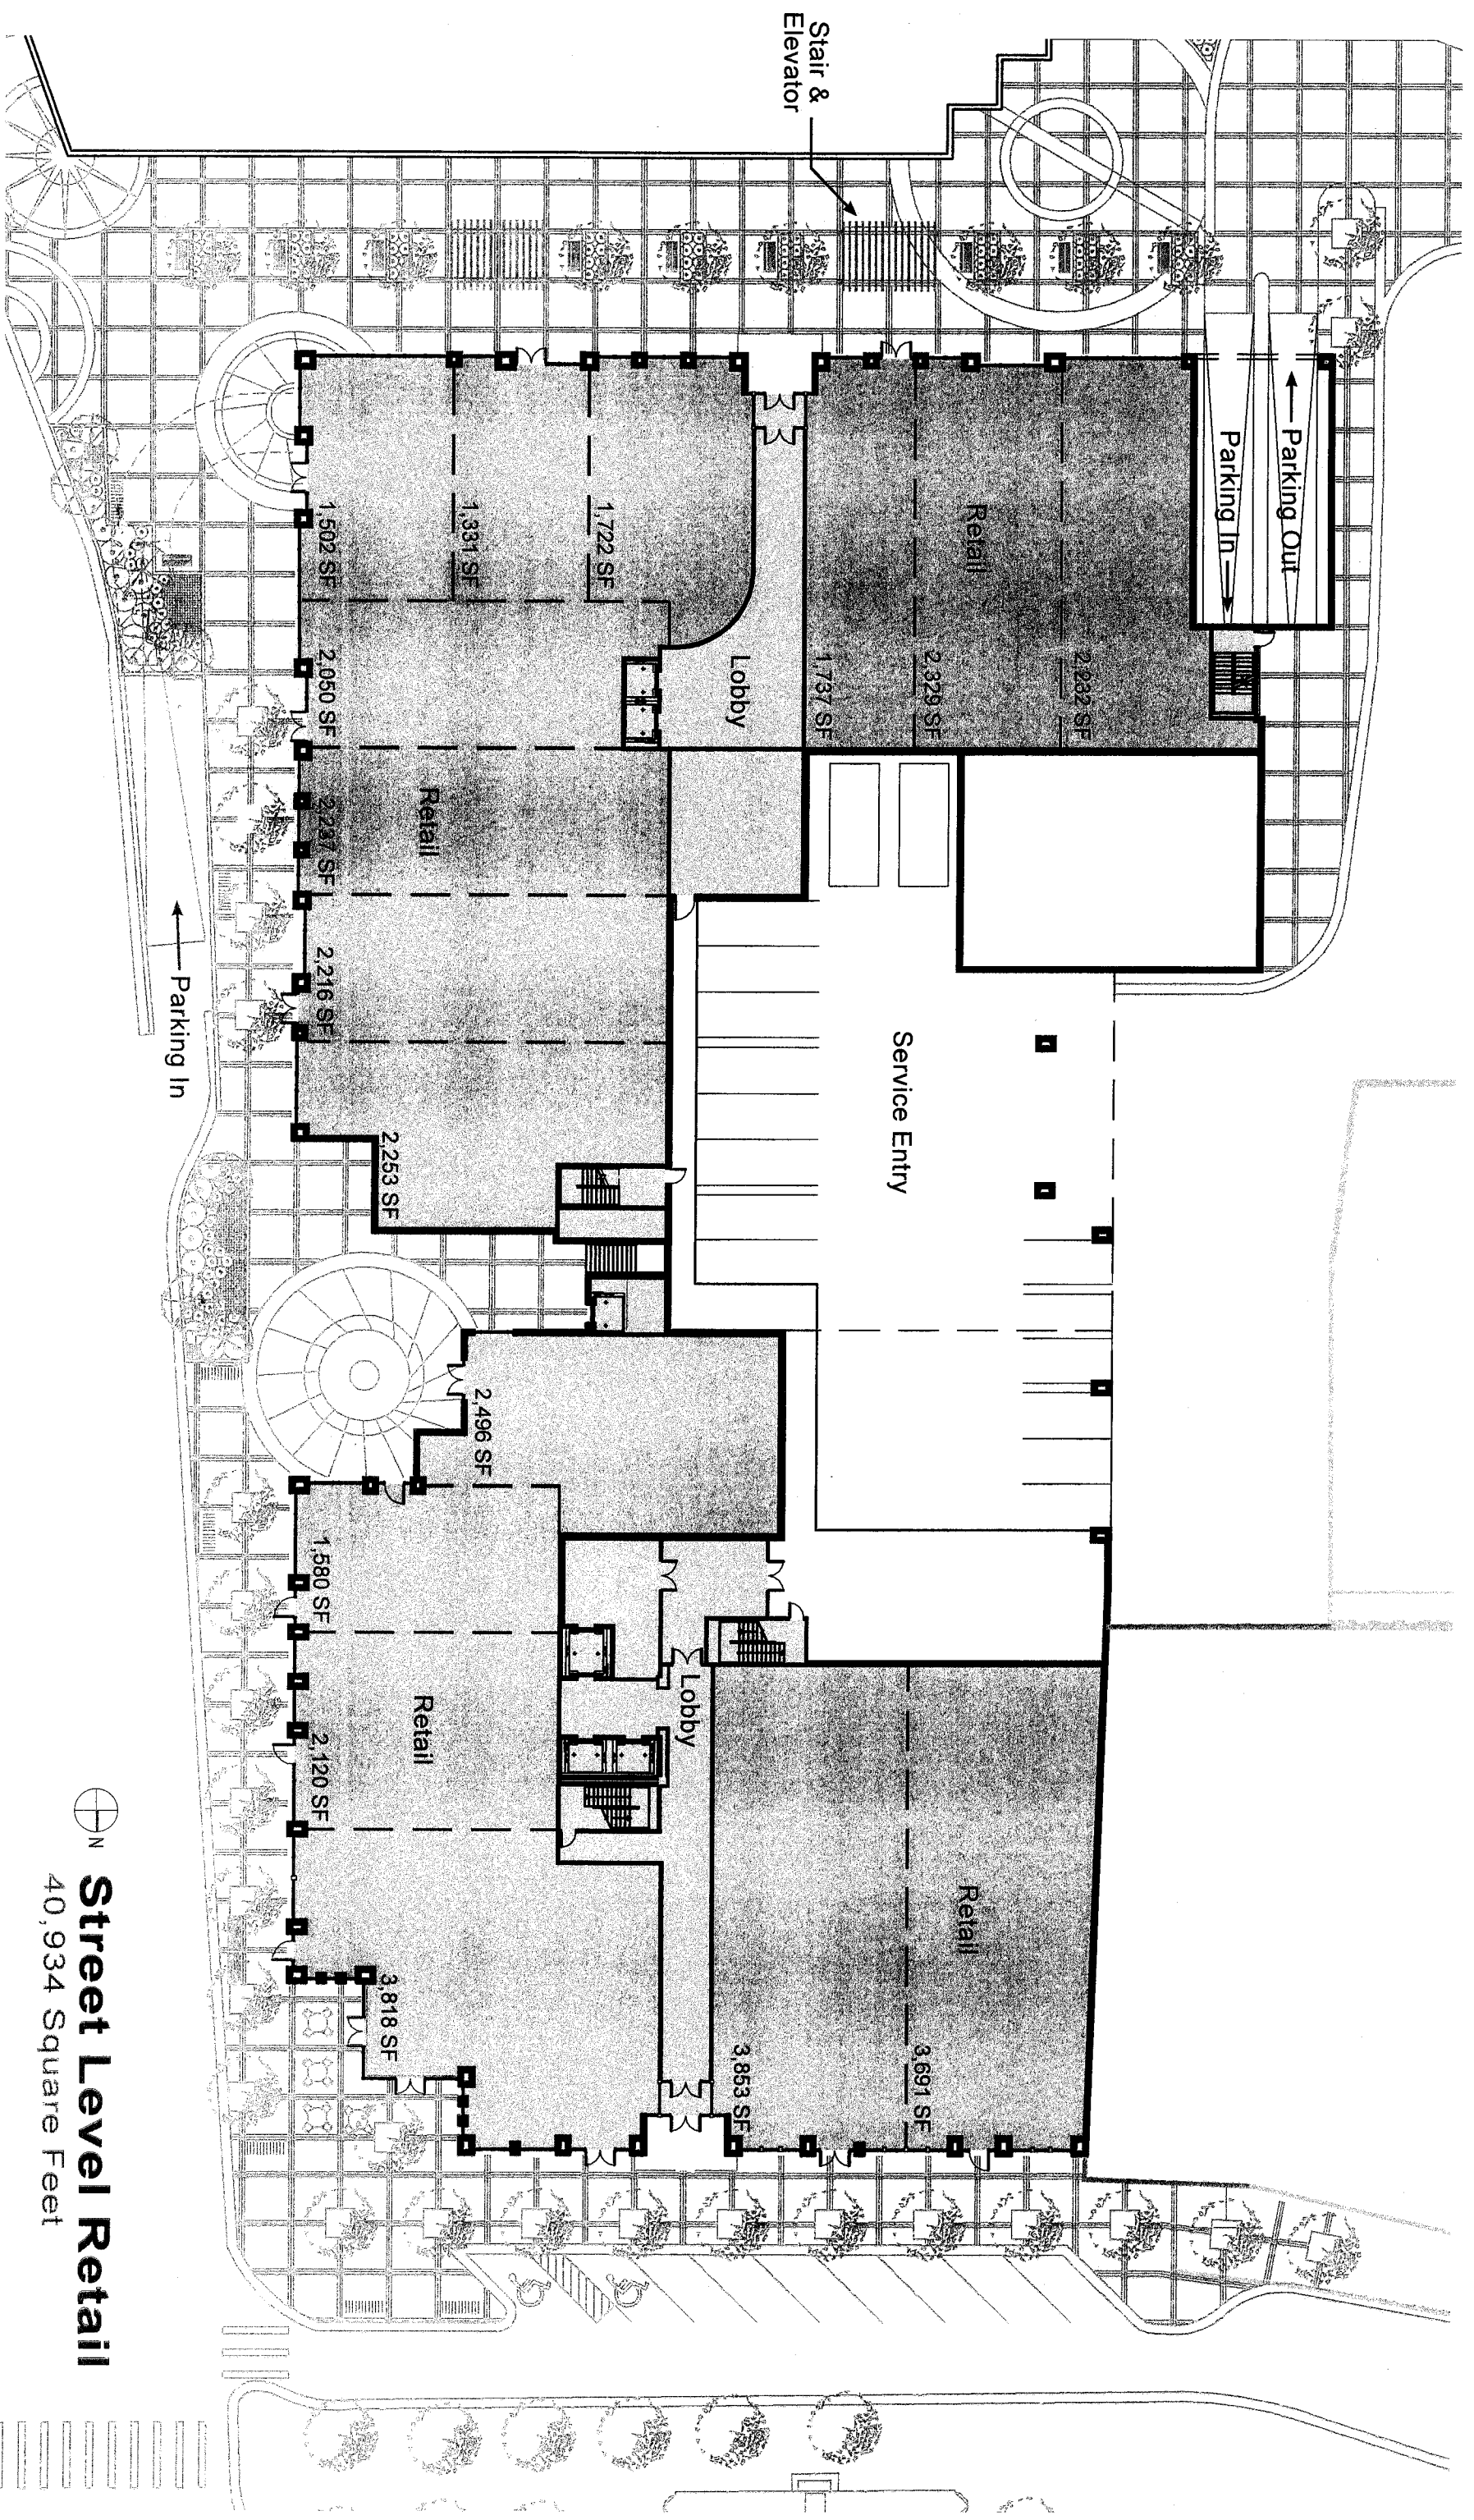 Parking Out
Parking In
2,232 SF
Retail
Retail
2,329 SF
3,691 SF
Service Entry
Stair &
Elevator
1,737 SF
3,853 SF
Lobby
Lobby
1,722 SF
2,496 SF
1,331 SF
Retail
Retail
2,253 SF
3,818 SF
1,502 SF
2,050 SF
2,237 SF
2,216 SF
1,580 SF
2,120 SF
Parking In
N
Street Level Retail
40,934 Square Feet